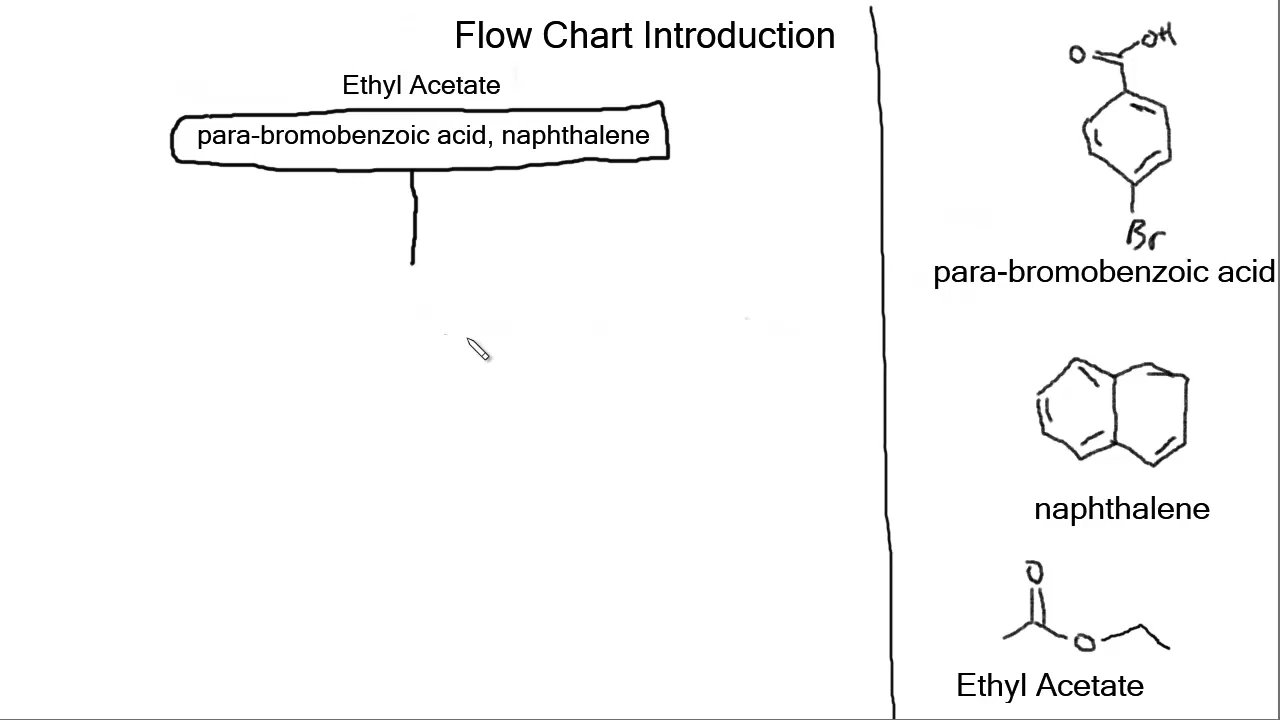 Flow Chart Introduction
Ethyl Acetate
para-bromobenzoic acid, naphthalene
O OH
Br
para-bromobenzoic acid
naphthalene
O
O
Ethyl Acetate